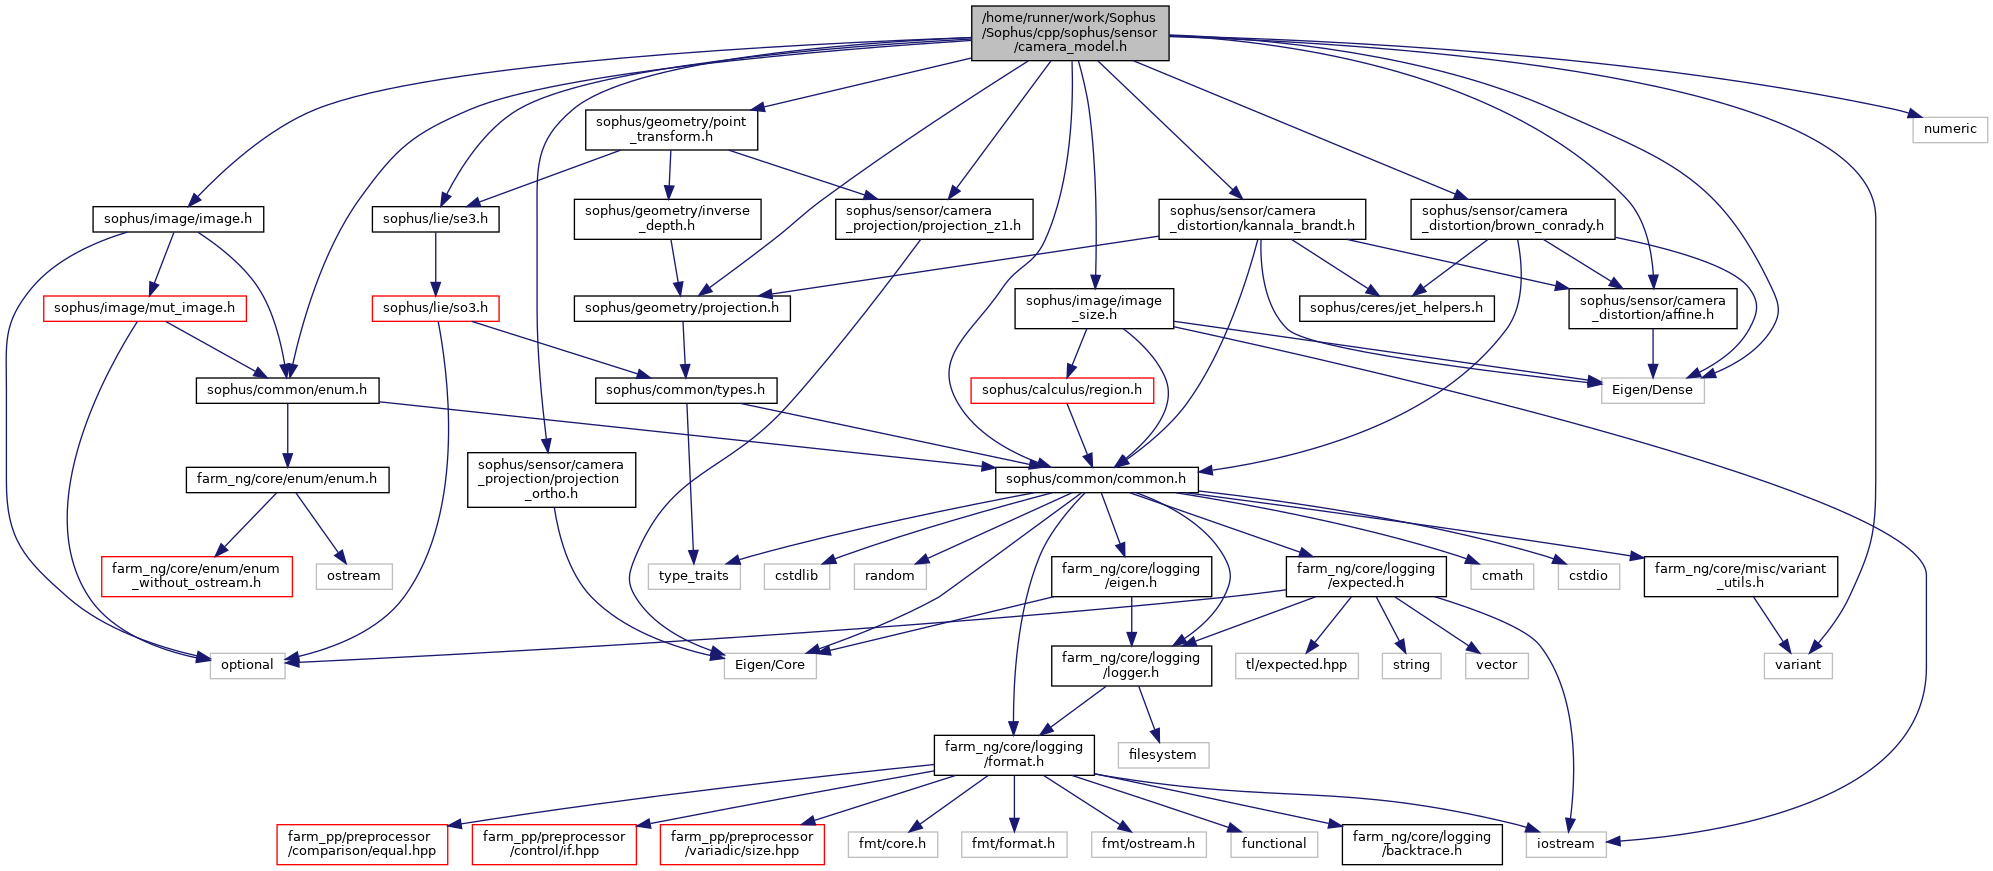 /home/runner/work/Sophus
/Sophus/cpp/sophus/sensor
/camera_model.h
sophus/geometry/point
_transform.h
numeric
sophus/image/image.h
sophus/lie/se3.h
sophus/geometry/inverse
_depth.h
sophus/sensor/camera
_projection/projection_z1.h
sophus/sensor/camera
_distortion/kannala_brandt.h
sophus/sensor/camera
_distortion/brown_conrady.h
sophus/image/mut_image.h
sophus/lie/so3.h
sophus/geometry/projection.h
sophus/image/image
_size.h
sophus/ceres/jet_helpers.h
sophus/sensor/camera
_distortion/affine.h
sophus/common/enum.h
sophus/common/types.h
sophus/calculus/region.h
Eigen/Dense
farm_ng/core/enum/enum.h
sophus/sensor/camera
_projection/projection
_ortho.h
sophus/common/common.h
farm_ng/core/enum/enum
_without_ostream.h
ostream
type_traits
cstdlib
random
farm_ng/core/logging
/eigen.h
farm_ng/core/logging
/expected.h
cmath
cstdio
farm_ng/core/misc/variant
_utils.h
optional
Eigen/Core
farm_ng/core/logging
/logger.h
tl/expected.hpp
string
vector
variant
farm_ng/core/logging
/format.h
filesystem
farm_pp/preprocessor
/comparison/equal.hpp
farm_pp/preprocessor
/control/if.hpp
farm_pp/preprocessor
/variadic/size.hpp
fmt/core.h
fmt/format.h
fmt/ostream.h
functional
farm_ng/core/logging
/backtrace.h
iostream